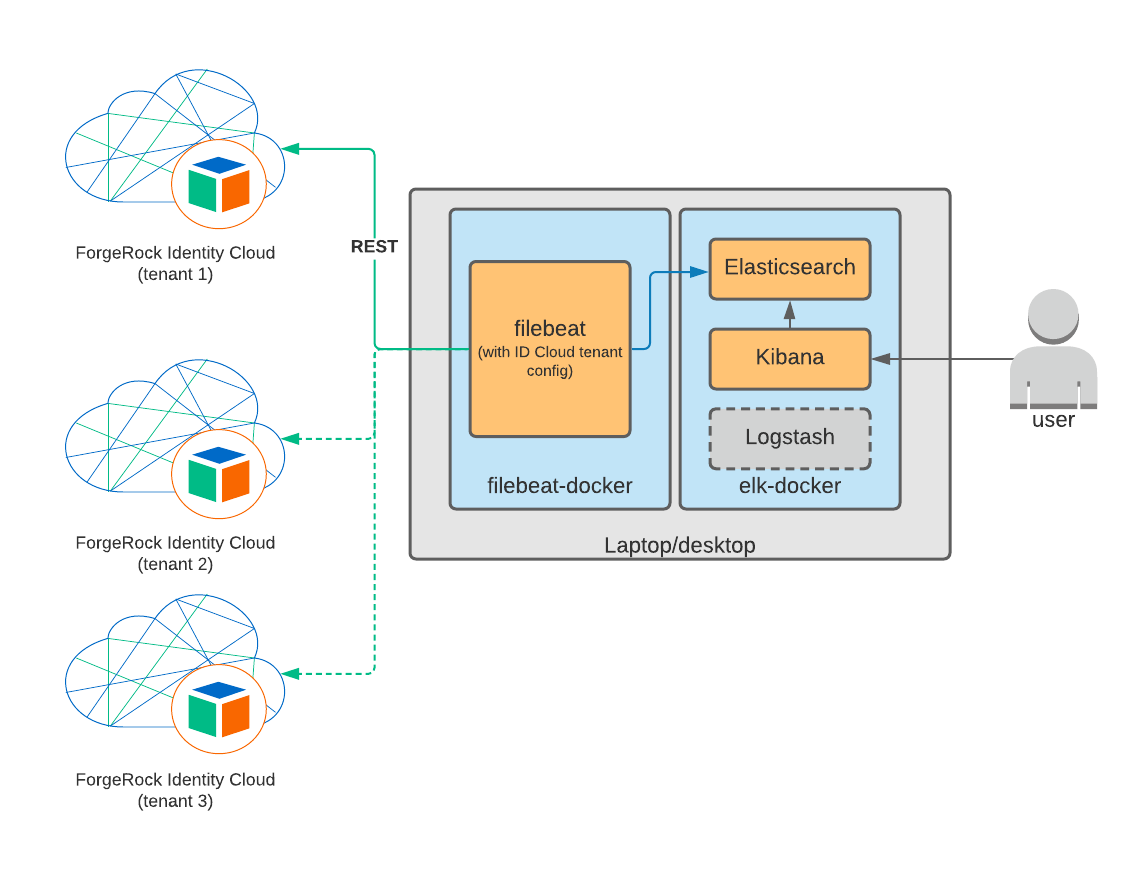 ForgeRock Identity Cloud
(tenant 1)
REST
ForgeRock Identity Cloud
(tenant 2)
ForgeRock Identity Cloud
(tenant 3)
filebeat
(with ID Cloud tenant
config)
filebeat-docker
Elasticsearch
Kibana
Logstash
elk-docker
Laptop/desktop
user